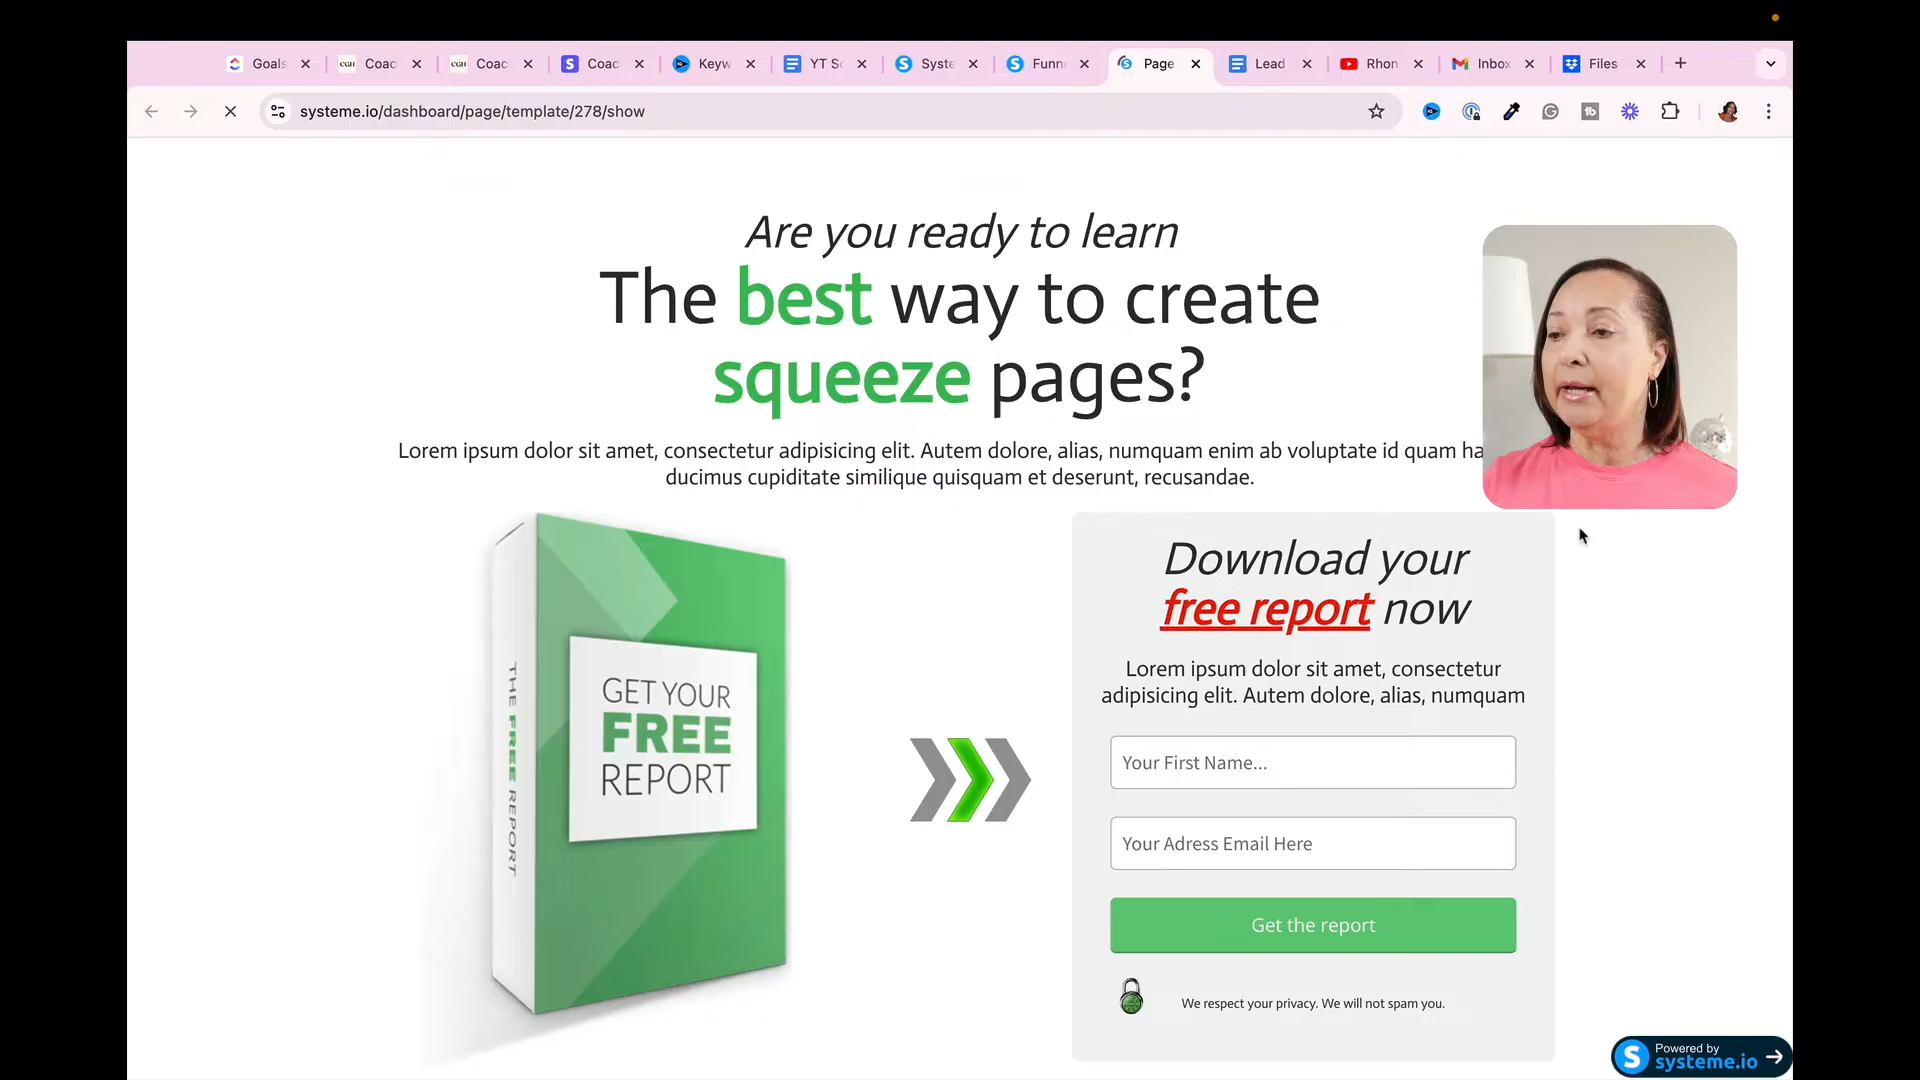 Goals
Coac
Coac
Coac
Keyw
YT Sc
Syste
Funn
Page
Lead
Rhon
Inbox
Files
systeme.io/dashboard/page/template/278/show
Are you ready to learn
The best way to create
squeeze pages?
Lorem ipsum dolor sit amet, consectetur adipisicing elit. Autem dolore, alias, numquam enim ab voluptate id quam ha
ducimus cupiditate similique quisquam et deserunt, recusandae.
THE FREE REPORT
GET YOUR
FREE
REPORT
Download your
free report now
Lorem ipsum dolor sit amet, consectetur
adipisicing elit. Autem dolore, alias, numquam
Your First Name...
Your Adress Email Here
Get the report
We respect your privacy. We will not spam you.
Powered by
systeme.io